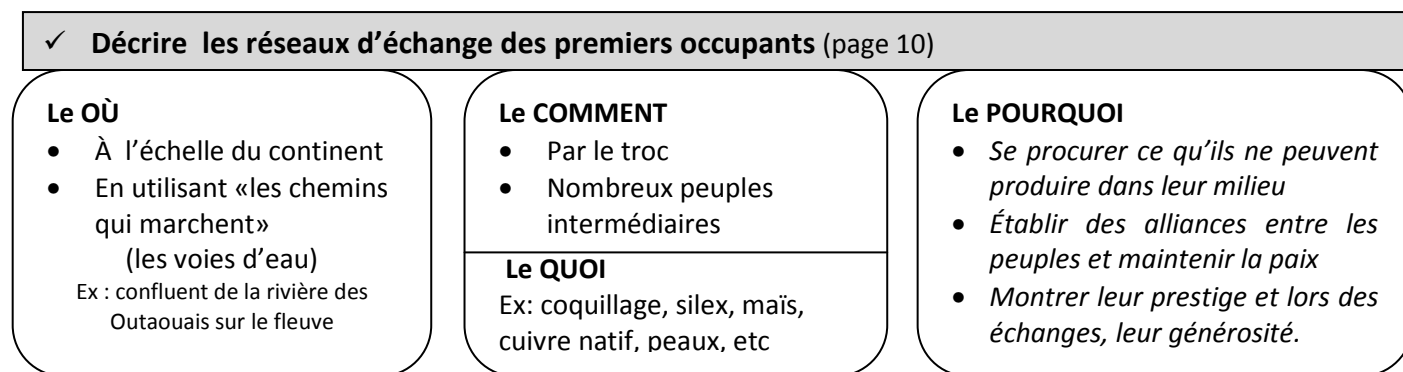 ✓ Décrire les réseaux d’échange des premiers occupants (page 10)
Le OÙ
• À l’échelle du continent
• En utilisant «les chemins
qui marchent»
(les voies d’eau)
Ex : confluent de la rivière des
Outaouais sur le fleuve
Le COMMENT
• Par le troc
• Nombreux peuples
intermédiaires
Le QUOI
Ex: coquillage, silex, maïs,
cuivre natif, peaux, etc
Le POURQUOI
• Se procurer ce qu’ils ne peuvent
produire dans leur milieu
• Établir des alliances entre les
peuples et maintenir la paix
• Montrer leur prestige et lors des
échanges, leur générosité.